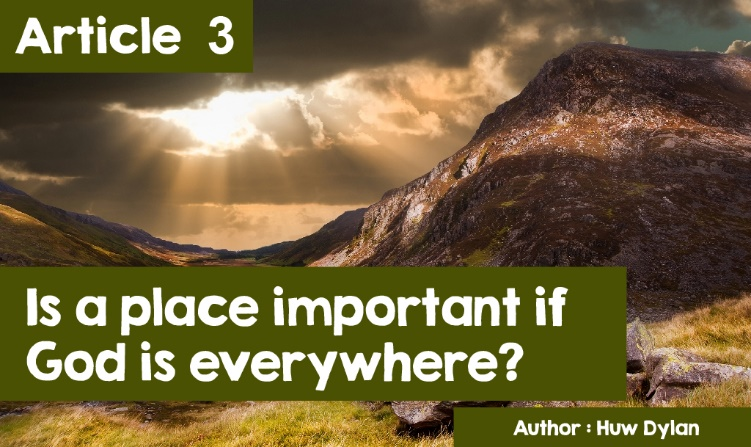 Article 3
Is a place important if
God is everywhere?
Author : Huw Dylan